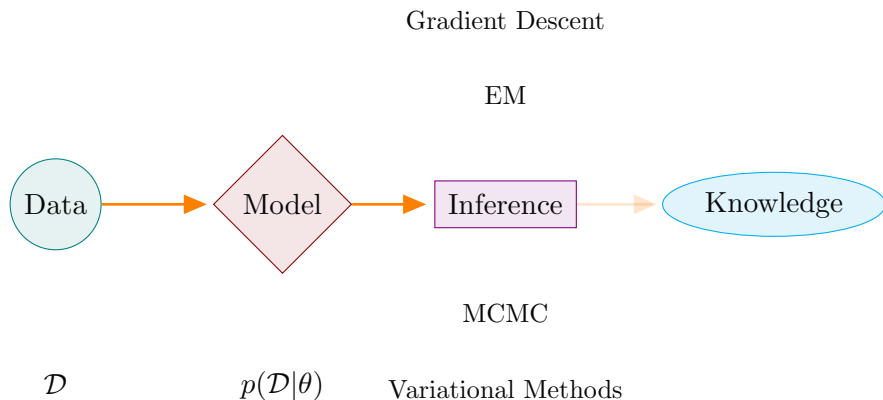 Gradient Descent
EM
Data
Model
Inference
Knowledge
MCMC
𝒟
p(𝒟|θ)
Variational Methods